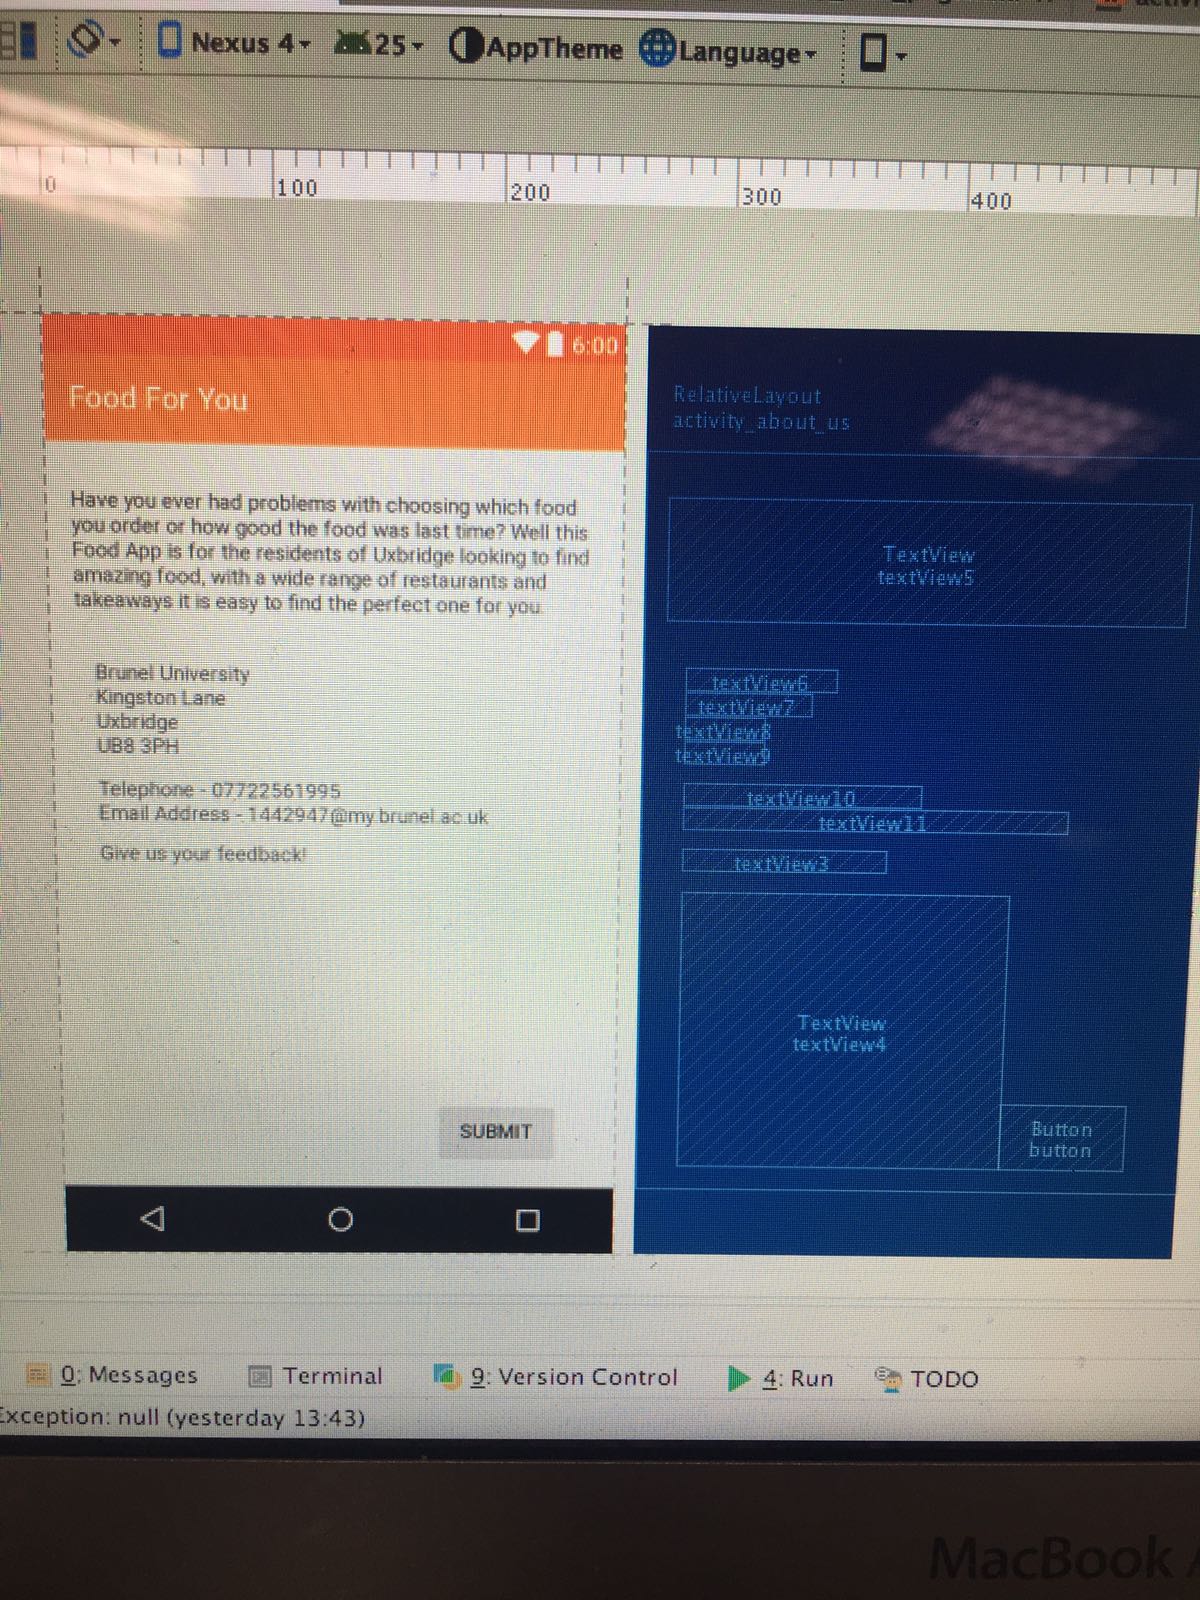 Nexus 4
25
AppTheme
Language
0
100
200
300
400
6:00
Food For You
Have you ever had problems with choosing which food
you order or how good the food was last time? Well this
Food App is for the residents of Uxbridge looking to find
amazing food, with a wide range of restaurants and
takeaways it is easy to find the perfect one for you
Brunel University
Kingston Lane
Uxbridge
UB8 3PH
Telephone - 07722561995
Email Address - 1442947@my.brunel.ac.uk
Give us your feedback!
SUBMIT
RelativeLayout
activity_about_us
TextView
textView5
textView6
textView7
textView8
textView9
textView10
textView11
textView3
TextView
textView4
Button
button
0: Messages
Terminal
9: Version Control
4: Run
TODO
Exception: null (yesterday 13:43)
MacBook